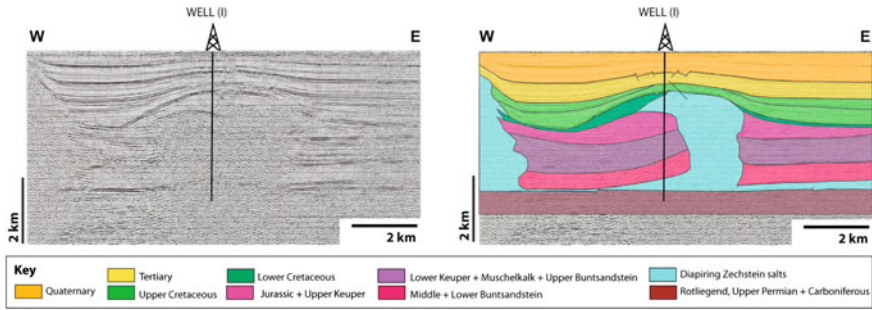 WELL (I)
W E
2 km
2 km
WELL (I)
W E
2 km
2 km
Key
Quaternary
Tertiary
Upper Cretaceous
Lower Cretaceous
Jurassic + Upper Keuper
Lower Keuper + Muschelkalk + Upper Buntsandstein
Middle + Lower Buntsandstein
Diapiring Zechstein salts
Rotliegend, Upper Permian + Carboniferous